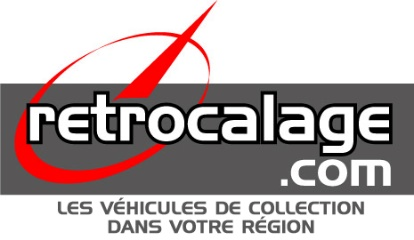 retrocalage
.com
LES VÉHICULES DE COLLECTION
DANS VOTRE RÉGION